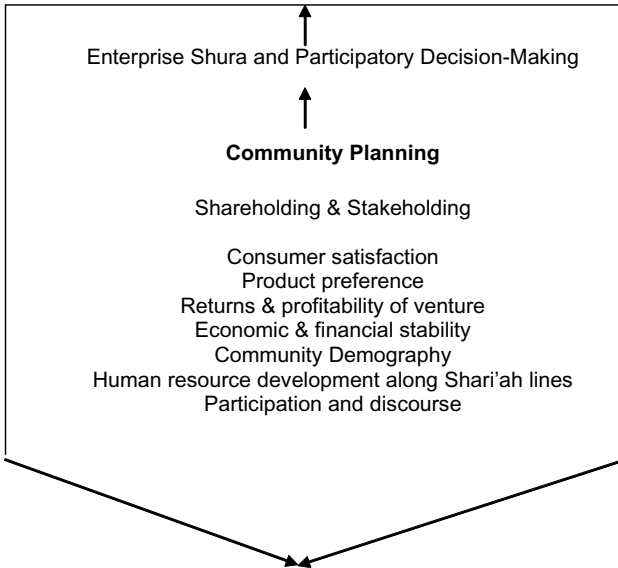 Enterprise Shura and Participatory Decision-Making
Community Planning
Shareholding & Stakeholding
Consumer satisfaction
Product preference
Returns & profitability of venture
Economic & financial stability
Community Demography
Human resource development along Shari'ah lines
Participation and discourse